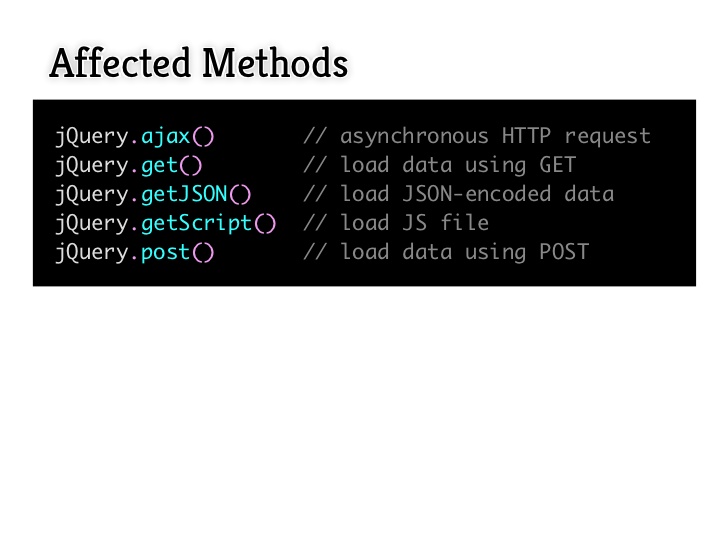 Affected Methods
jQuery.ajax() // asynchronous HTTP request
jQuery.get() // load data using GET
jQuery.getJSON() // load JSON-encoded data
jQuery.getScript() // load JS file
jQuery.post() // load data using POST